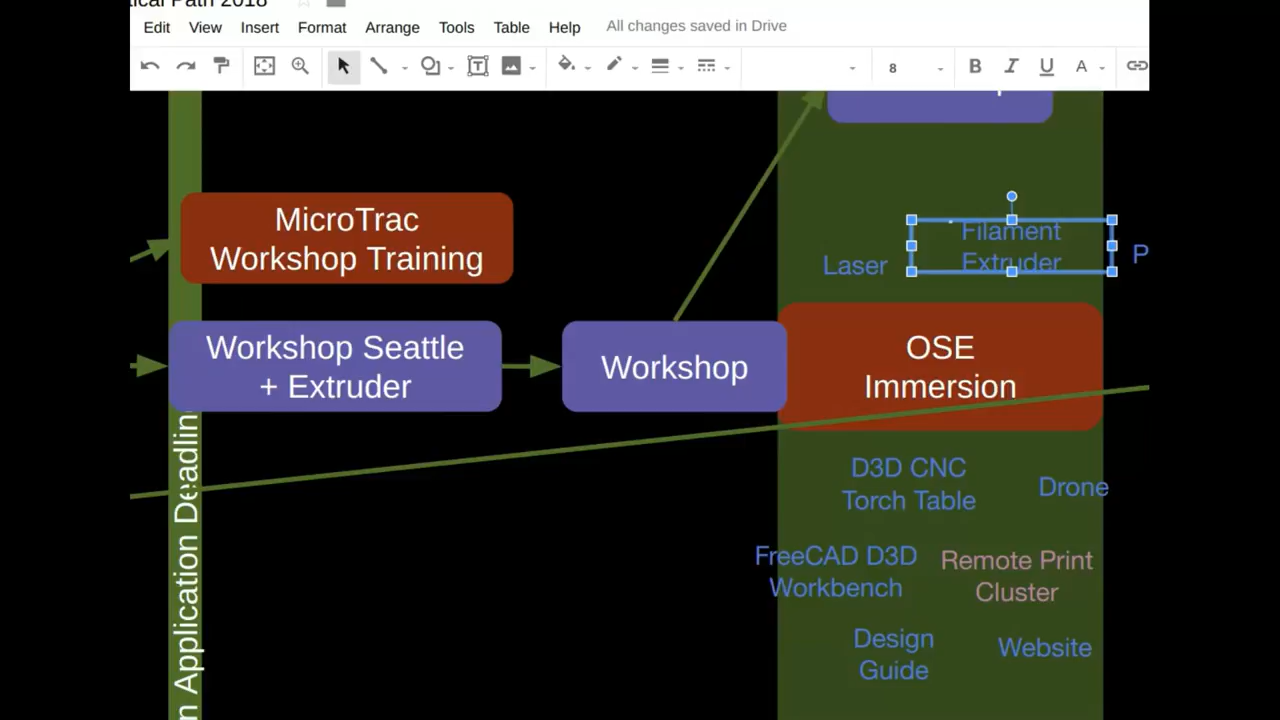 Path 2018
Edit View Insert Format Arrange Tools Table Help All changes saved in Drive
8 B I U A
MicroTrac
Workshop Training
Filament
Extruder
Laser
P
Workshop Seattle
+ Extruder
Workshop
OSE
Immersion
D3D CNC
Torch Table
Drone
FreeCAD D3D
Workbench
Remote Print
Cluster
Design
Guide
Website
n Application Deadlin